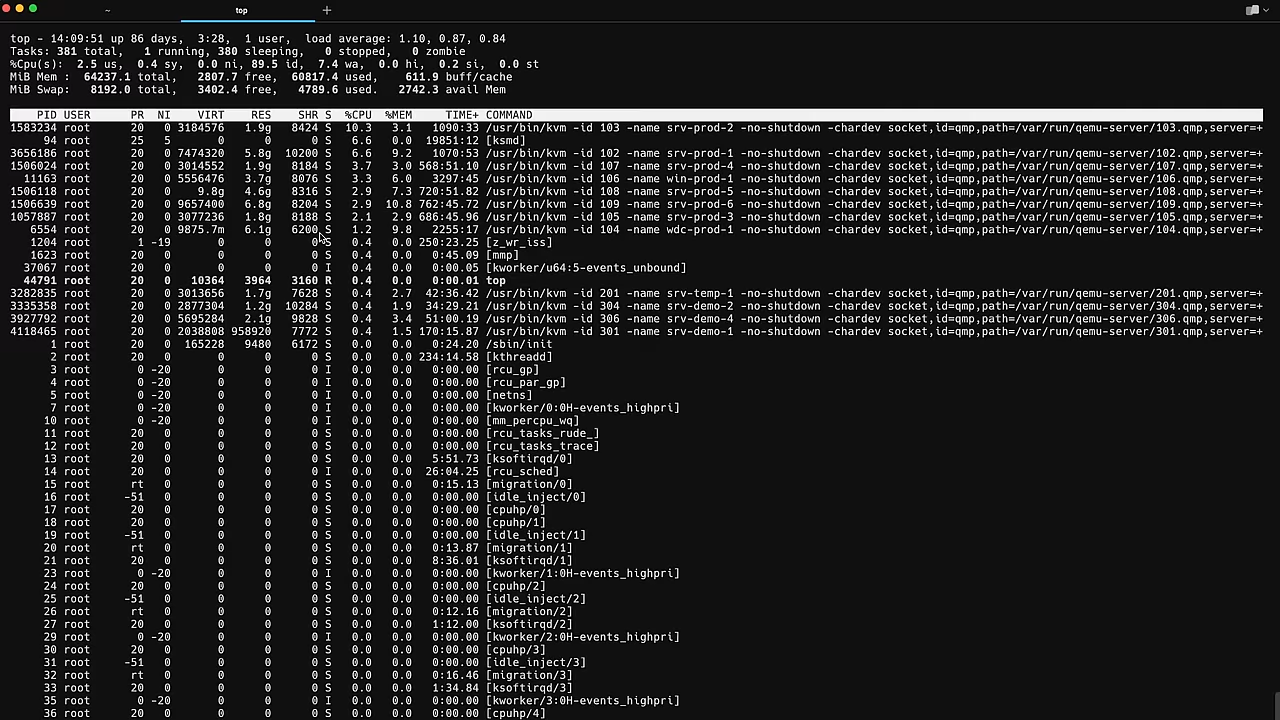 ~ top +
top - 14:09:51 up 86 days, 3:28, 1 user, load average: 1.10, 0.87, 0.84
Tasks: 381 total, 1 running, 380 sleeping, 0 stopped, 0 zombie
%Cpu(s): 2.5 us, 0.4 sy, 0.0 ni, 89.5 id, 7.4 wa, 0.0 hi, 0.2 si, 0.0 st
MiB Mem : 64237.1 total, 2807.7 free, 60817.4 used, 611.9 buff/cache
MiB Swap: 8192.0 total, 3402.4 free, 4789.6 used. 2742.3 avail Mem
PID USER PR NI VIRT RES SHR S %CPU %MEM TIME+ COMMAND
1583234 root 20 0 3184576 1.9g 8424 S 10.3 3.1 1090:33 /usr/bin/kvm -id 103 -name srv-prod-2 -no-shutdown -chardev socket,id=qmp,path=/var/run/qemu-server/103.qmp,server=+
94 root 25 5 0 0 0 S 6.6 0.0 19851:12 [ksmd]
3656186 root 20 0 7474320 5.8g 10200 S 6.6 9.2 1070:53 /usr/bin/kvm -id 102 -name srv-prod-1 -no-shutdown -chardev socket,id=qmp,path=/var/run/qemu-server/102.qmp,server=+
1506024 root 20 0 3014552 1.9g 8184 S 3.7 3.0 568:51.10 /usr/bin/kvm -id 107 -name srv-prod-4 -no-shutdown -chardev socket,id=qmp,path=/var/run/qemu-server/107.qmp,server=+
11163 root 20 0 5556476 3.7g 8076 S 3.3 6.0 3297:45 /usr/bin/kvm -id 106 -name win-prod-1 -no-shutdown -chardev socket,id=qmp,path=/var/run/qemu-server/106.qmp,server=+
1506118 root 20 0 9.8g 4.6g 8316 S 2.9 7.3 720:51.82 /usr/bin/kvm -id 108 -name srv-prod-5 -no-shutdown -chardev socket,id=qmp,path=/var/run/qemu-server/108.qmp,server=+
1506639 root 20 0 9657400 6.8g 8204 S 2.9 10.8 762:45.72 /usr/bin/kvm -id 109 -name srv-prod-6 -no-shutdown -chardev socket,id=qmp,path=/var/run/qemu-server/109.qmp,server=+
1057887 root 20 0 3077236 1.8g 8188 S 2.1 2.9 686:45.96 /usr/bin/kvm -id 105 -name srv-prod-3 -no-shutdown -chardev socket,id=qmp,path=/var/run/qemu-server/105.qmp,server=+
6554 root 20 0 9875.7m 6.1g 6200 S 1.2 9.8 2255:17 /usr/bin/kvm -id 104 -name wdc-prod-1 -no-shutdown -chardev socket,id=qmp,path=/var/run/qemu-server/104.qmp,server=+
1204 root 1 -19 0 0 0 S 0.4 0.0 250:23.25 [z_wr_iss]
1623 root 20 0 0 0 0 S 0.4 0.0 0:45.09 [mmp]
37067 root 20 0 0 0 0 I 0.4 0.0 0:00.05 [kworker/u64:5-events_unbound]
44791 root 20 0 10364 3964 3160 R 0.4 0.0 0:00.01 top
3282835 root 20 0 3013656 1.7g 7628 S 0.4 2.7 42:36.42 /usr/bin/kvm -id 201 -name srv-temp-1 -no-shutdown -chardev socket,id=qmp,path=/var/run/qemu-server/201.qmp,server=+
3335358 root 20 0 2877304 1.2g 10284 S 0.4 1.9 34:29.21 /usr/bin/kvm -id 304 -name srv-demo-2 -no-shutdown -chardev socket,id=qmp,path=/var/run/qemu-server/304.qmp,server=+
3927792 root 20 0 5695284 2.1g 9828 S 0.4 3.4 51:00.19 /usr/bin/kvm -id 306 -name srv-demo-4 -no-shutdown -chardev socket,id=qmp,path=/var/run/qemu-server/306.qmp,server=+
4118465 root 20 0 2038808 958920 7772 S 0.4 1.5 170:15.87 /usr/bin/kvm -id 301 -name srv-demo-1 -no-shutdown -chardev socket,id=qmp,path=/var/run/qemu-server/301.qmp,server=+
1 root 20 0 165228 9480 6172 S 0.0 0.0 0:24.20 /sbin/init
2 root 20 0 0 0 0 S 0.0 0.0 234:14.58 [kthreadd]
3 root 0 -20 0 0 0 I 0.0 0.0 0:00.00 [rcu_gp]
4 root 0 -20 0 0 0 I 0.0 0.0 0:00.00 [rcu_par_gp]
5 root 0 -20 0 0 0 I 0.0 0.0 0:00.00 [netns]
7 root 0 -20 0 0 0 I 0.0 0.0 0:00.00 [kworker/0:0H-events_highpri]
10 root 0 -20 0 0 0 I 0.0 0.0 0:00.00 [mm_percpu_wq]
11 root 20 0 0 0 0 S 0.0 0.0 0:00.00 [rcu_tasks_rude_]
12 root 20 0 0 0 0 S 0.0 0.0 0:00.00 [rcu_tasks_trace]
13 root 20 0 0 0 0 S 0.0 0.0 5:51.73 [ksoftirqd/0]
14 root 20 0 0 0 0 I 0.0 0.0 26:04.25 [rcu_sched]
15 root rt 0 0 0 0 S 0.0 0.0 0:15.13 [migration/0]
16 root -51 0 0 0 0 S 0.0 0.0 0:00.00 [idle_inject/0]
17 root 20 0 0 0 0 S 0.0 0.0 0:00.00 [cpuhp/0]
18 root 20 0 0 0 0 S 0.0 0.0 0:00.00 [cpuhp/1]
19 root -51 0 0 0 0 S 0.0 0.0 0:00.00 [idle_inject/1]
20 root rt 0 0 0 0 S 0.0 0.0 0:13.87 [migration/1]
21 root 20 0 0 0 0 S 0.0 0.0 8:36.01 [ksoftirqd/1]
23 root 0 -20 0 0 0 I 0.0 0.0 0:00.00 [kworker/1:0H-events_highpri]
24 root 20 0 0 0 0 S 0.0 0.0 0:00.00 [cpuhp/2]
25 root -51 0 0 0 0 S 0.0 0.0 0:00.00 [idle_inject/2]
26 root rt 0 0 0 0 S 0.0 0.0 0:12.16 [migration/2]
27 root 20 0 0 0 0 S 0.0 0.0 1:12.00 [ksoftirqd/2]
29 root 0 -20 0 0 0 I 0.0 0.0 0:00.00 [kworker/2:0H-events_highpri]
30 root 20 0 0 0 0 S 0.0 0.0 0:00.00 [cpuhp/3]
31 root -51 0 0 0 0 S 0.0 0.0 0:00.00 [idle_inject/3]
32 root rt 0 0 0 0 S 0.0 0.0 0:16.46 [migration/3]
33 root 20 0 0 0 0 S 0.0 0.0 1:34.84 [ksoftirqd/3]
35 root 0 -20 0 0 0 I 0.0 0.0 0:00.00 [kworker/3:0H-events_highpri]
36 root 20 0 0 0 0 S 0.0 0.0 0:00.00 [cpuhp/4]